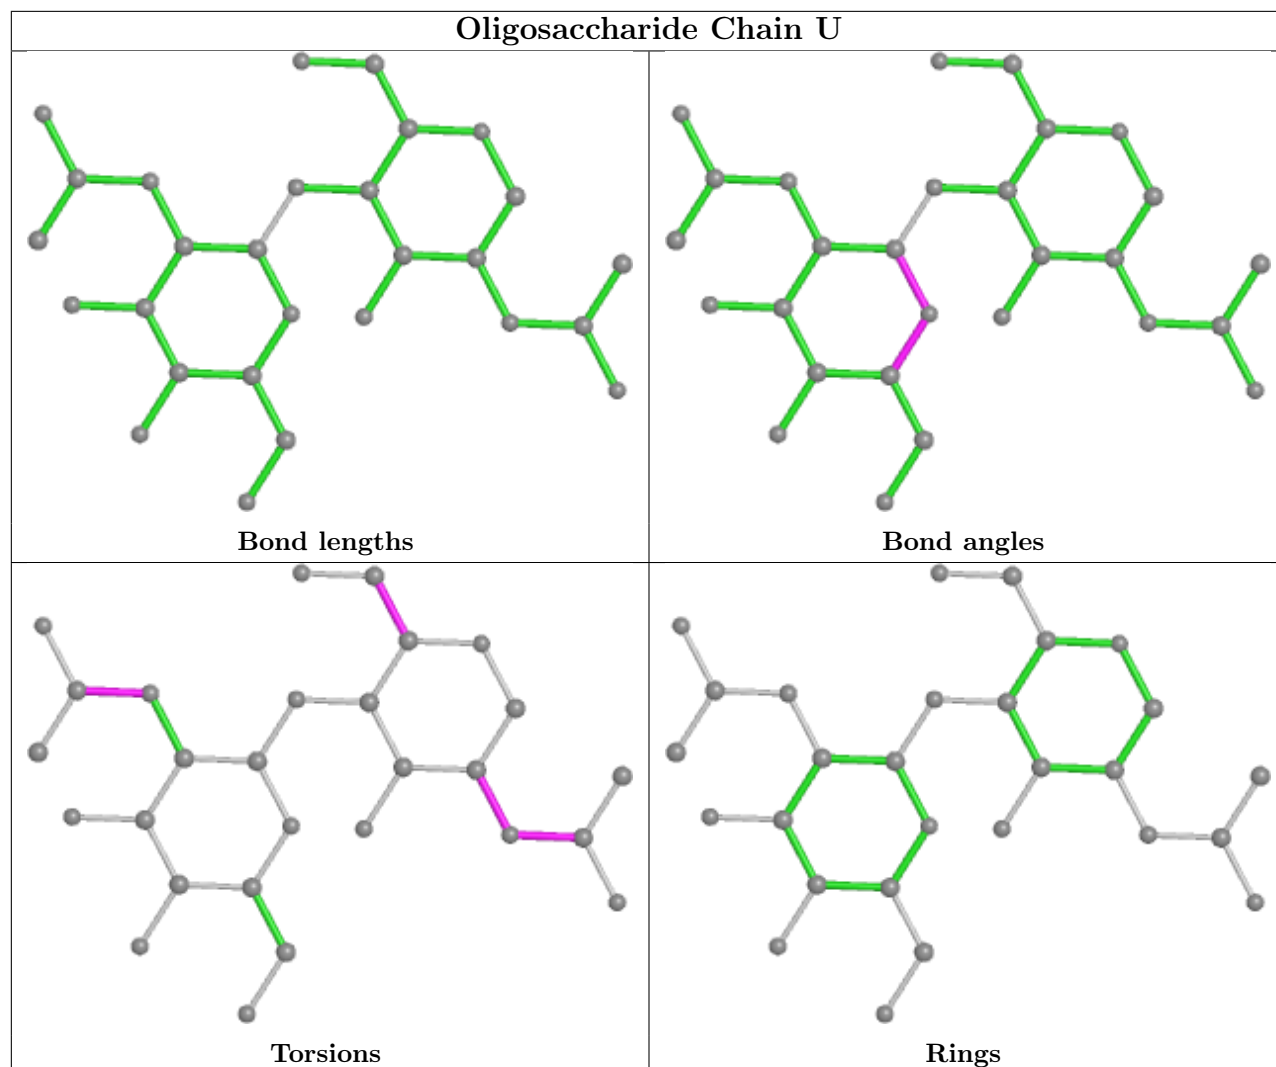 Oligosaccharide Chain U
Bond lengths
Bond angles
Torsions
Rings